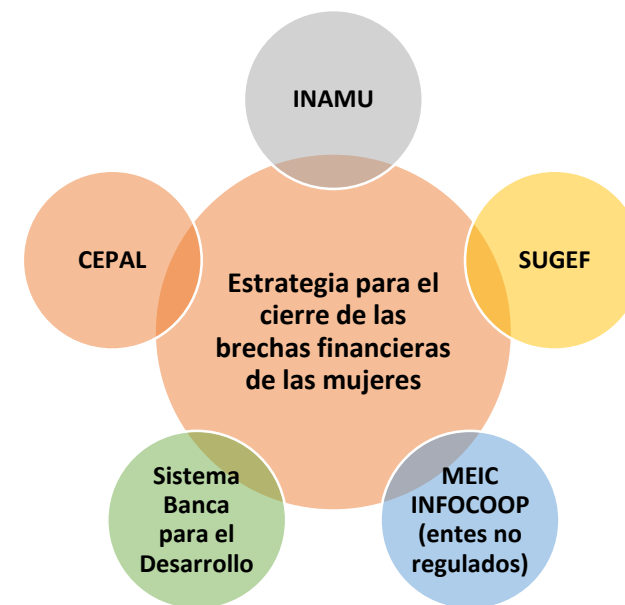 INAMU
CEPAL
SUGEF
Estrategia para el
cierre de las
brechas financieras
de las mujeres
Sistema
Banca
para el
Desarrollo
MEIC
INFOCOOP
(entes no
regulados)